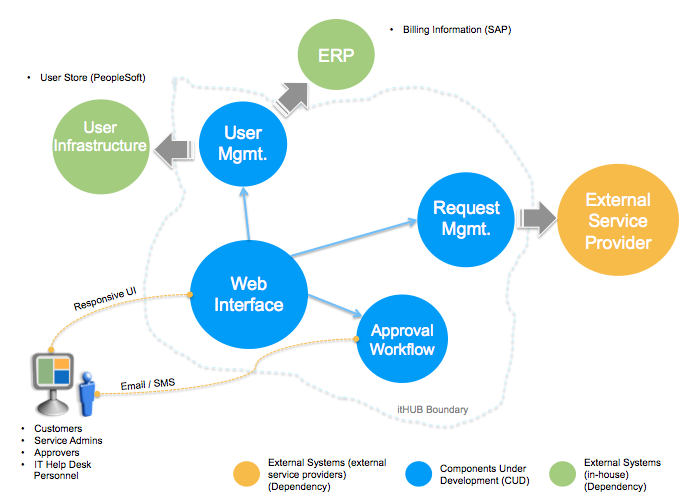 • Billing Information (SAP)
ERP
• User Store (PeopleSoft)
User
Infrastructure
User
Mgmt.
Request
Mgmt.
External
Service
Provider
Web
Interface
Responsive UI
Approval
Workflow
Email / SMS
itHUB Boundary
• Customers
• Service Admins
• Approvers
• IT Help Desk
Personnel
External Systems (external
service providers)
(Dependency)
Components Under
Development (CUD)
External Systems
(in-house)
(Dependency)